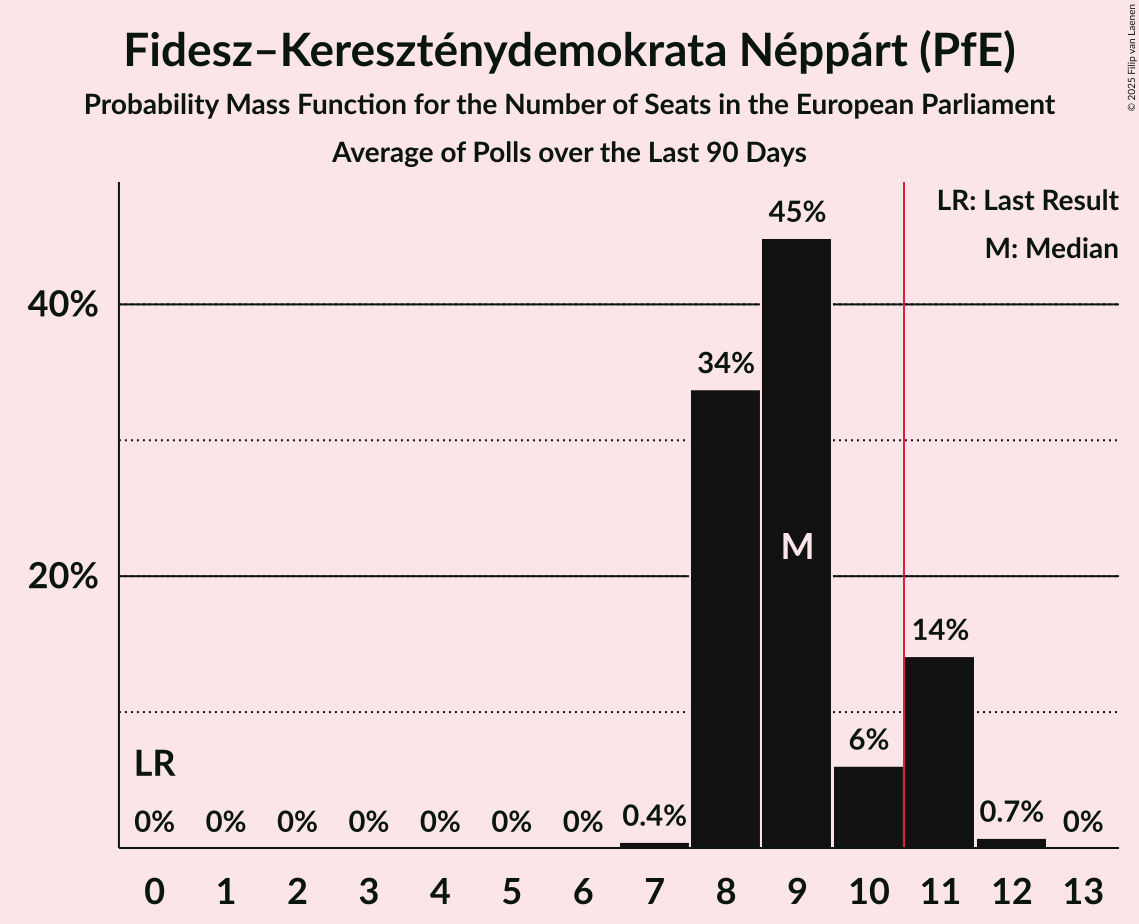 Fidesz–Kereszténydemokrata Néppárt (PfE)
Probability Mass Function for the Number of Seats in the European Parliament
Average of Polls over the Last 90 Days
© 2025 Filip van Laenen
LR: Last Result
M: Median
45%
40%
34%
M
20%
14%
6%
LR
0% 0% 0% 0% 0% 0% 0% 0.4% 0.7% 0%
0 1 2 3 4 5 6 7 8 9 10 11 12 13